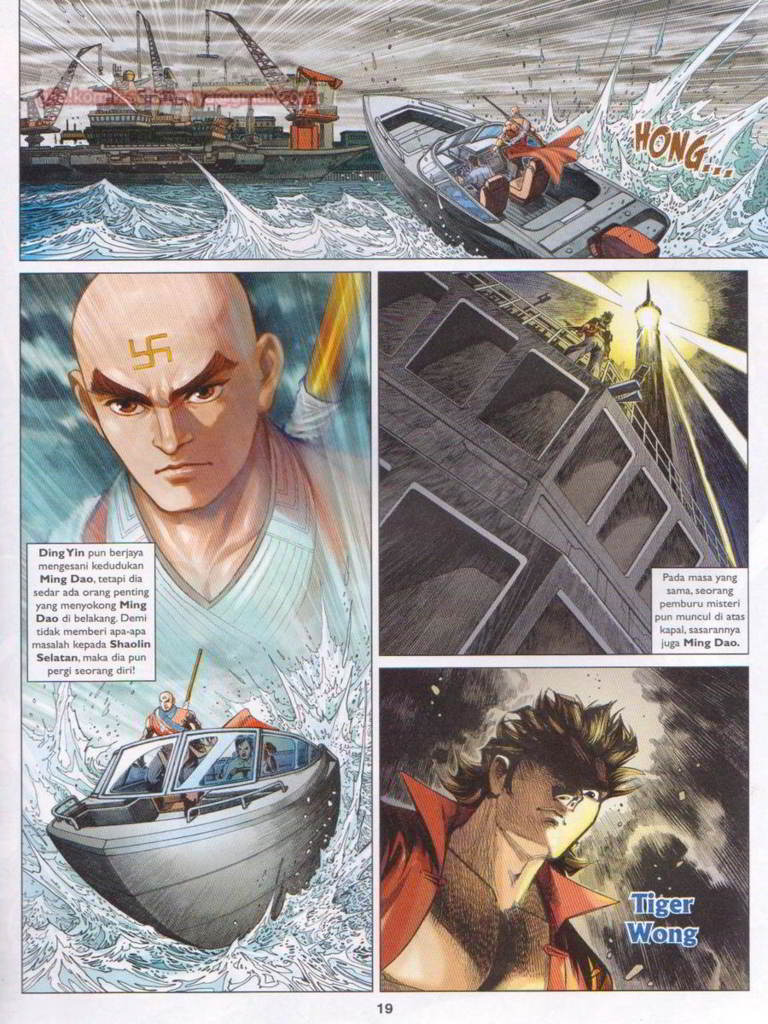 HONG...
Ding Yin pun berjaya
mengesani kedudukan
Ming Dao, tetapi dia
sedar ada orang penting
yang menyokong Ming
Dao di belakang. Demi
tidak memberi apa-apa
masalah kepada Shaolin
Selatan, maka dia pun
pergi seorang diri!
Pada masa yang
sama, seorang
pemburu misteri
pun muncul di atas
kapal, sasarannya
juga Ming Dao.
Tiger
Wong
19